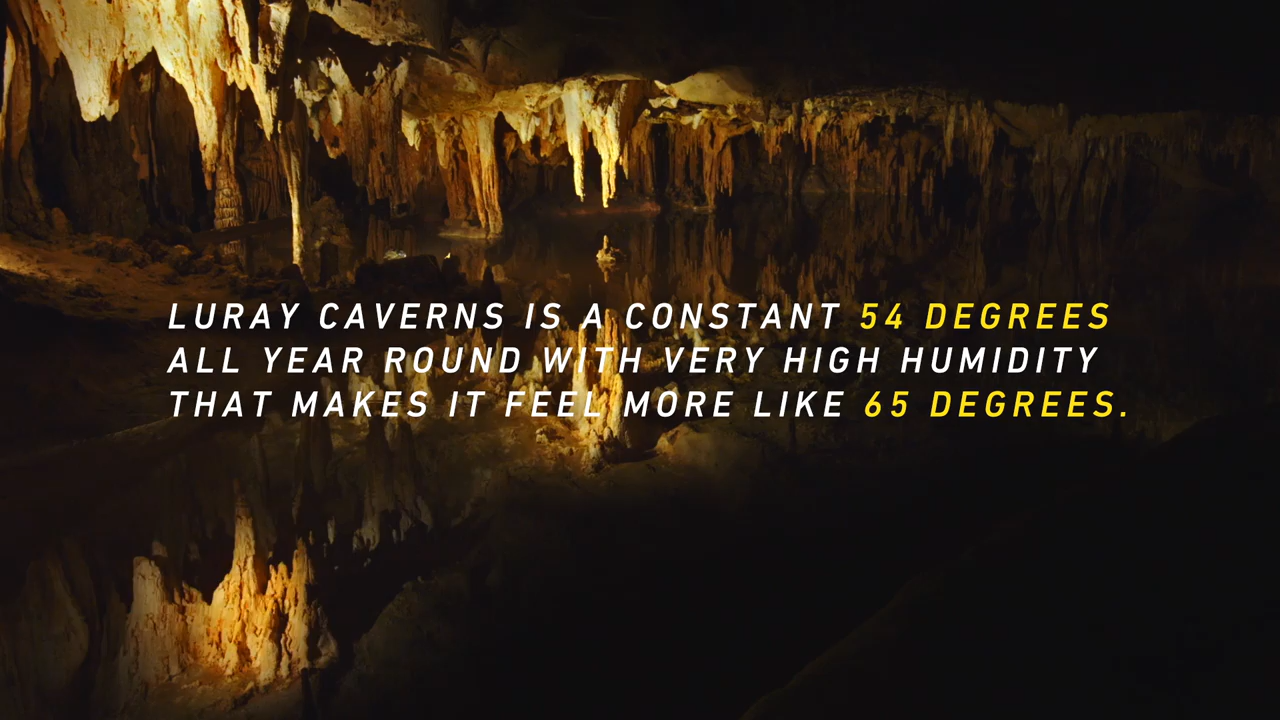 LURAY CAVERNS IS A CONSTANT 54 DEGREES
ALL YEAR ROUND WITH VERY HIGH HUMIDITY
THAT MAKES IT FEEL MORE LIKE 65 DEGREES.